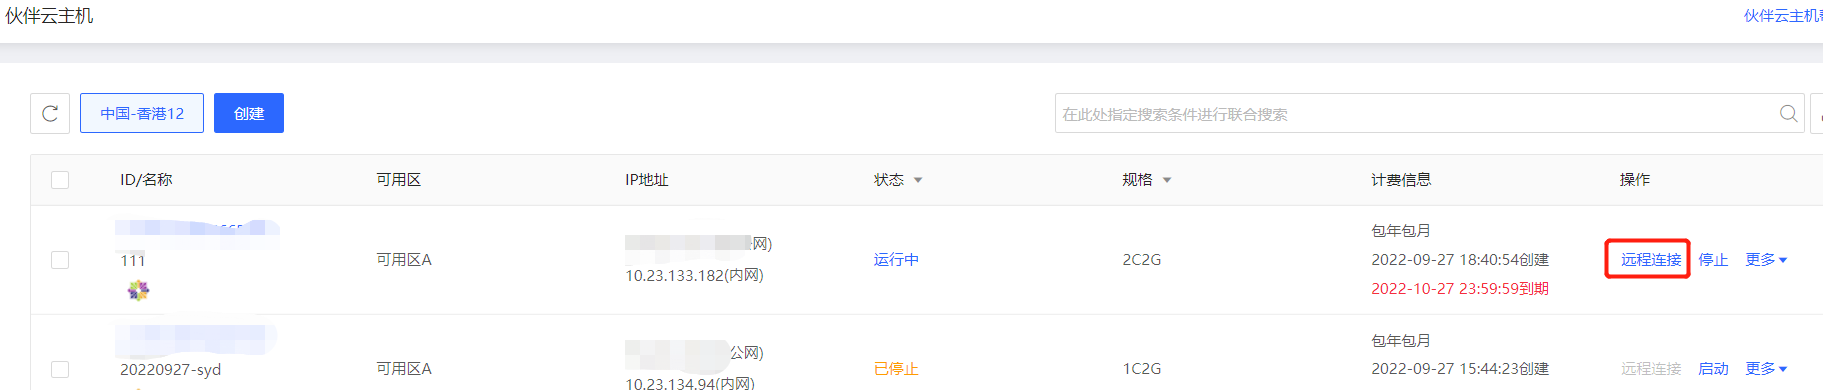 伙伴云主机
伙伴云主机
中国-香港12
创建
在此处指定搜索条件进行联合搜索
ID/名称 可用区 IP地址 状态 规格 计费信息 操作
网)
包年包月
111 可用区A 运行中 2C2G 2022-09-27 18:40:54创建 远程连接 停止 更多
10.23.133.182(内网)
2022-10-27 23:59:59到期
公网)
包年包月
20220927-syd 可用区A 已停止 1C2G 2022-09-27 15:44:23创建 远程连接 启动 更多
10.23.134.94(内网)